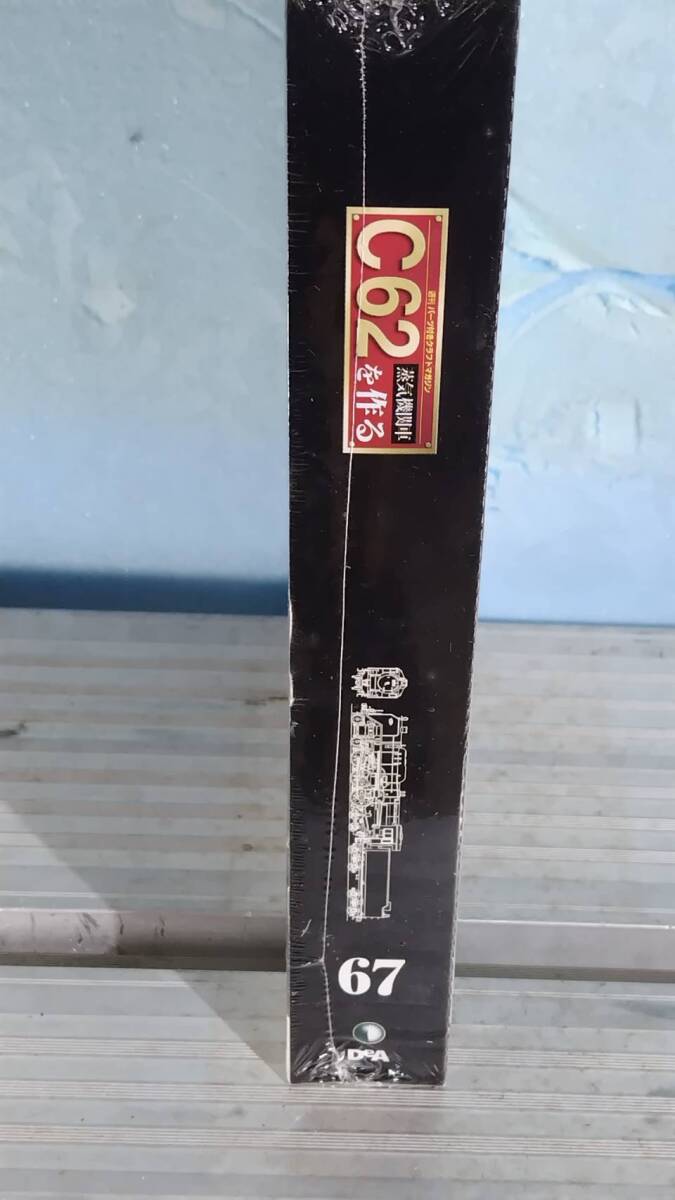 週刊 パーツ付きクラフトマガジン
C62
蒸気機関車
を作る
67
DeA